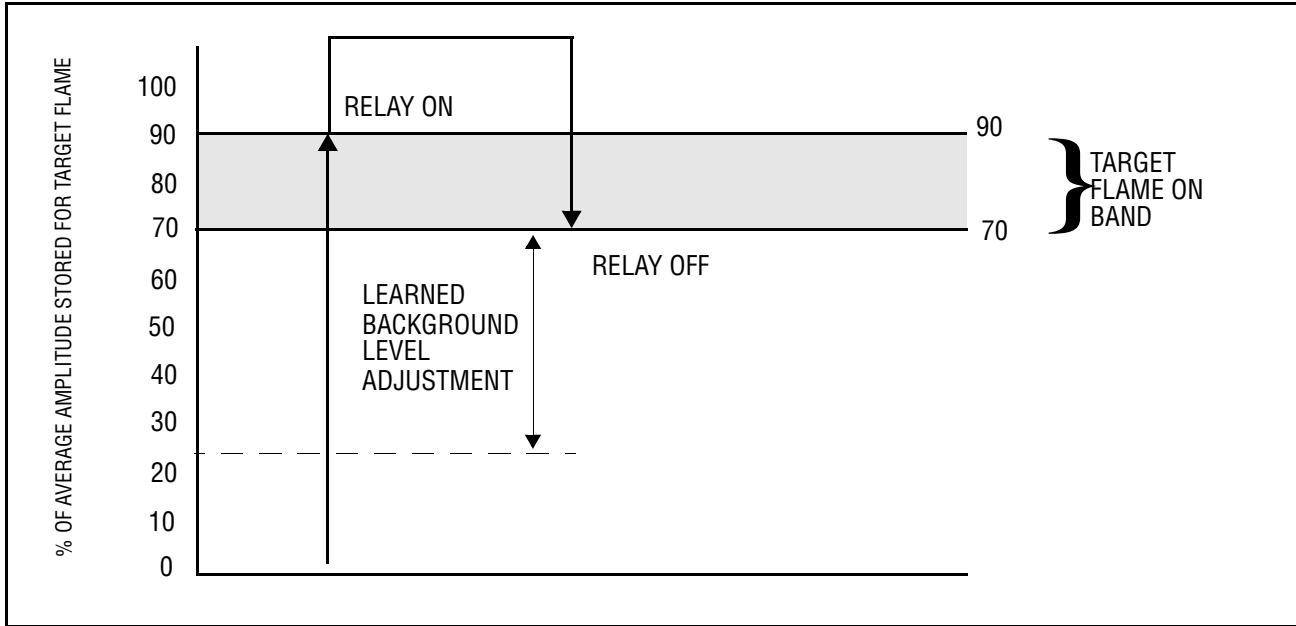 % OF AVERAGE AMPLITUDE STORED FOR TARGET FLAME
100
90
80
70
60
50
40
30
20
10
0
RELAY ON
90
70
TARGET
FLAME ON
BAND
RELAY OFF
LEARNED
BACKGROUND
LEVEL
ADJUSTMENT